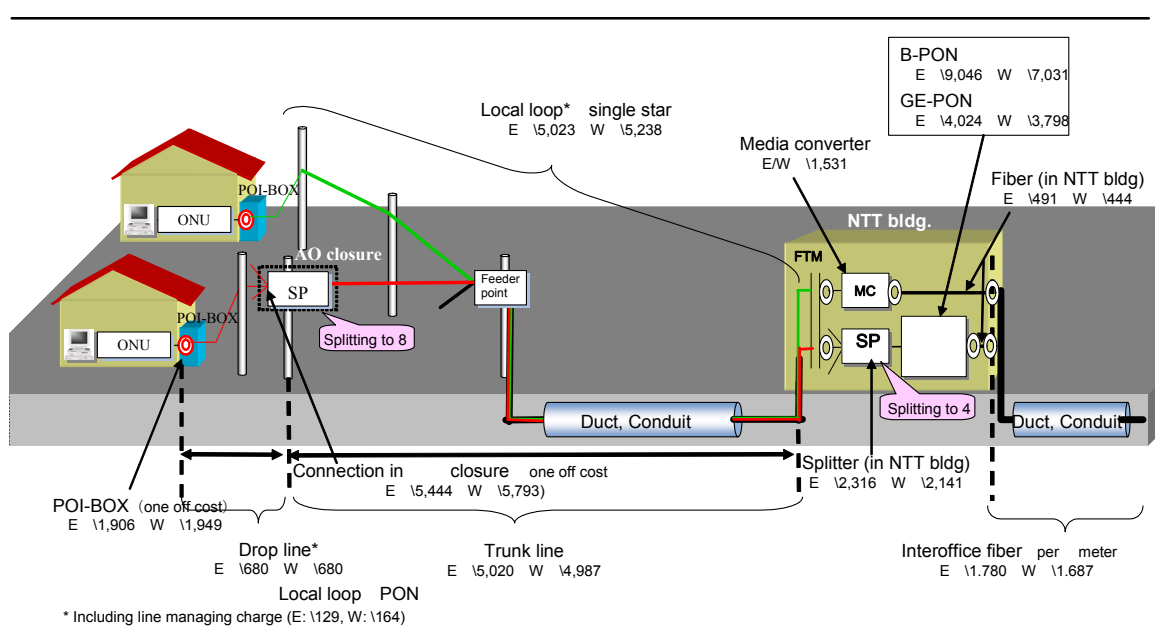 B-PON
E \9,046 W \7,031
GE-PON
E \4,024 W \3,798
Local loop* single star
E \5,023 W \5,238
Media converter
E/W \1,531
Fiber (in NTT bldg)
E \491 W \444
NTT bldg.
POI-BOX
ONU
AO closure
SP
Splitting to 8
Feeder
point
FTM
MC
SP
Splitting to 4
POI-BOX
ONU
Duct, Conduit
Duct, Conduit
Connection in closure one off cost
E \5,444 W \5,793)
Splitter (in NTT bldg)
E \2,316 W \2,141
POI-BOX (one off cost)
E \1,906 W \1,949
Drop line*
E \680 W \680
Trunk line
E \5,020 W \4,987
Interoffice fiber per meter
E \1.780 W \1.687
Local loop PON
* Including line managing charge (E: \129, W: \164)